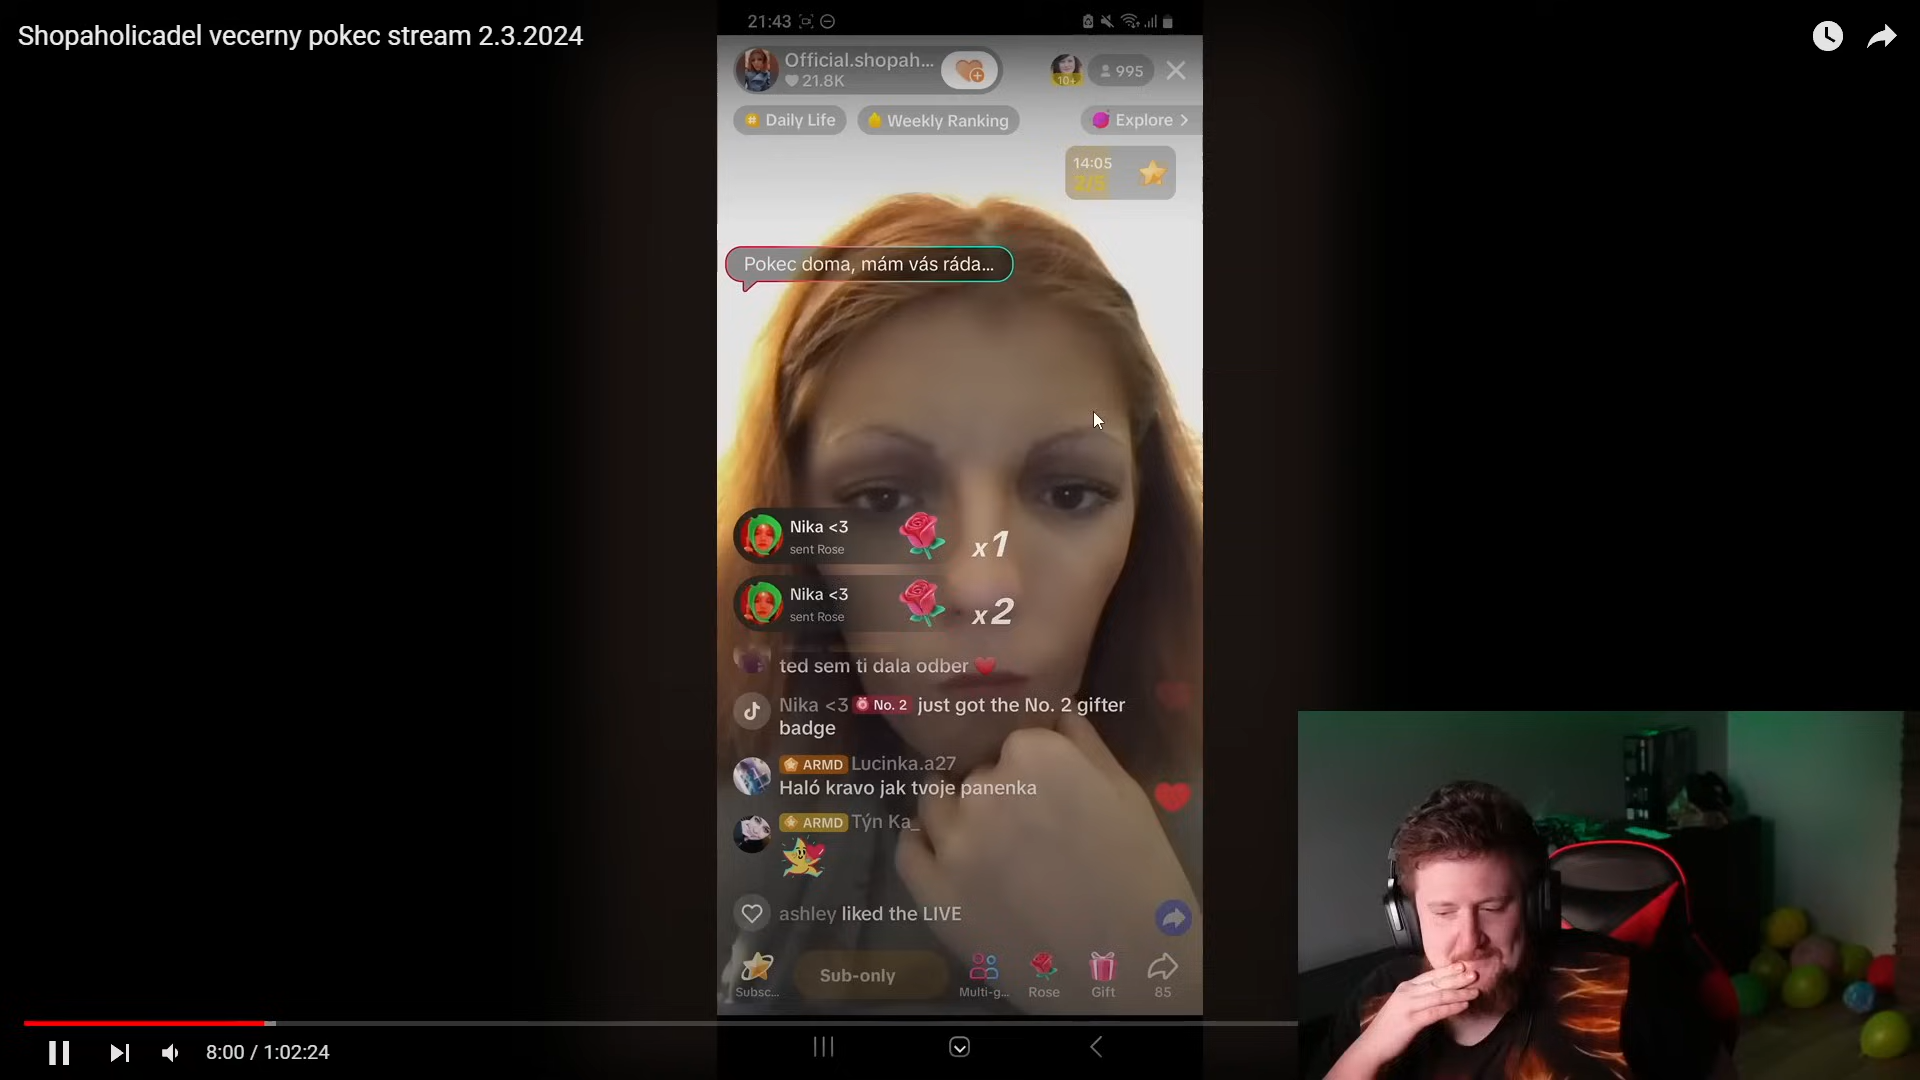 Shopaholicadel vecerny pokec stream 2.3.2024
21:43
Official.shopah...
21.8K
10+
995
Daily Life
Weekly Ranking
Explore >
14:05
2/5
Pokec doma, mám vás ráda...
Nika <3
sent Rose
x1
Nika <3
sent Rose
x2
ted sem ti dala odber
Nika <3 No. 2 just got the No. 2 gifter
badge
ARMD Lucinka.a27
Haló kravo jak tvoje panenka
ARMD Týn Ka_
ashley liked the LIVE
Subsc...
Sub-only
Multi-g...
Rose
Gift
85
8:00 / 1:02:24